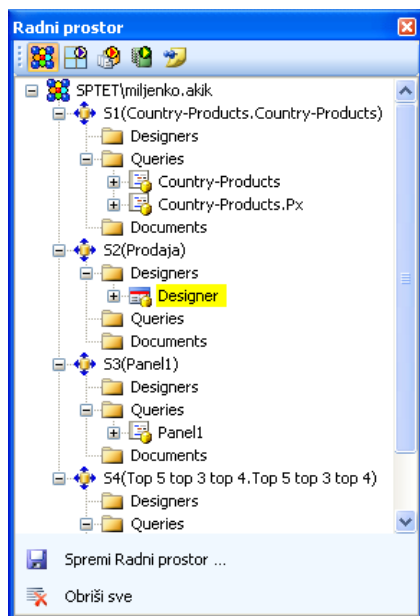 Radni prostor
SPTET\miljenko.akik
S1(Country-Products.Country-Products)
Designers
Queries
Country-Products
Country-Products.Px
Documents
S2(Prodaja)
Designers
Designer
Queries
Documents
S3(Panel1)
Designers
Queries
Panel1
Documents
S4(Top 5 top 3 top 4.Top 5 top 3 top 4)
Designers
Queries
Spremi Radni prostor ...
Obriši sve